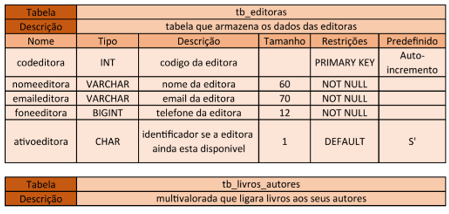 Tabela tb_editoras
Descrição tabela que armazena os dados das editoras
Nome Tipo Descrição Tamanho Restrições Predefinido
codeditora INT codigo da editora PRIMARY KEY Auto-incremento
nomeeditora VARCHAR nome da editora 60 NOT NULL
emaileditora VARCHAR email da editora 70 NOT NULL
foneeditora BIGINT telefone da editora 12 NOT NULL
ativoeditora CHAR identificador se a editora ainda esta disponivel 1 DEFAULT S'
Tabela tb_livros_autores
Descrição multivalorada que ligara livros aos seus autores